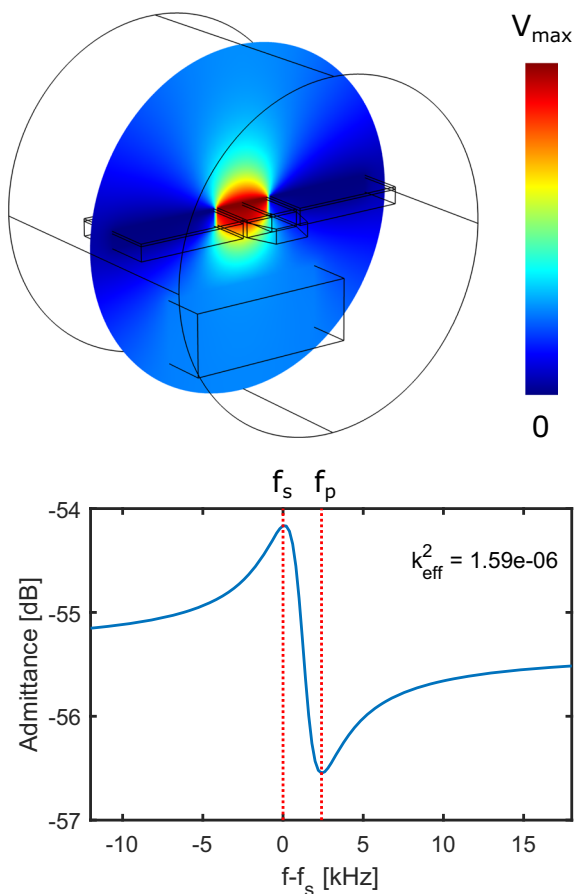 V_max
0
f_s f_p
-54
-55
-56
-57
Admittance [dB]
k²_eff = 1.59e-06
-10 -5 0 5 10 15
f-f_s [kHz]